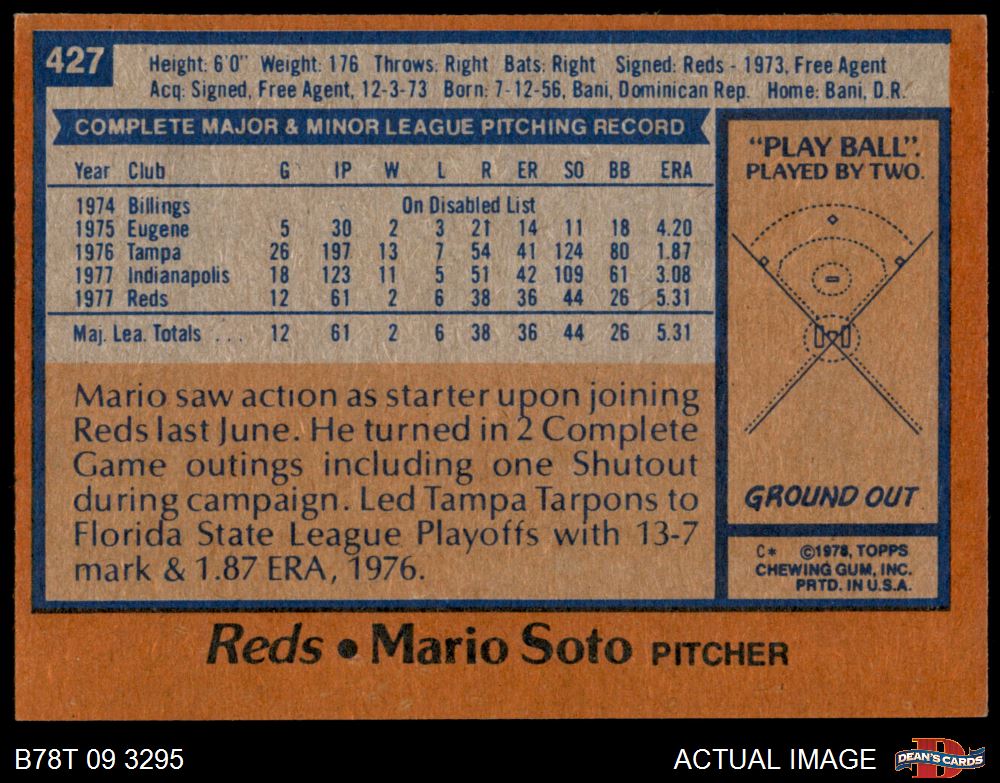 427
Height: 6'0" Weight: 176 Throws: Right Bats: Right Signed: Reds - 1973, Free Agent
Acq: Signed, Free Agent, 12-3-73 Born: 7-12-56, Bani, Dominican Rep. Home: Bani, D.R.
COMPLETE MAJOR & MINOR LEAGUE PITCHING RECORD
Year Club G IP W L R ER SO BB ERA
1974 Billings On Disabled List
1975 Eugene 5 30 2 3 21 14 11 18 4.20
1976 Tampa 26 197 13 7 54 41 124 80 1.87
1977 Indianapolis 18 123 11 5 51 42 109 61 3.08
1977 Reds 12 61 2 6 38 36 44 26 5.31
Maj. Lea. Totals . . . 12 61 2 6 38 36 44 26 5.31
Mario saw action as starter upon joining
Reds last June. He turned in 2 Complete
Game outings including one Shutout
during campaign. Led Tampa Tarpons to
Florida State League Playoffs with 13-7
mark & 1.87 ERA, 1976.
"PLAY BALL".
PLAYED BY TWO.
GROUND OUT
C* ©1978, TOPPS
CHEWING GUM, INC.
PRTD. IN U.S.A.
Reds • Mario Soto PITCHER
B78T 09 3295
ACTUAL IMAGE
D
DEAN'S CARDS